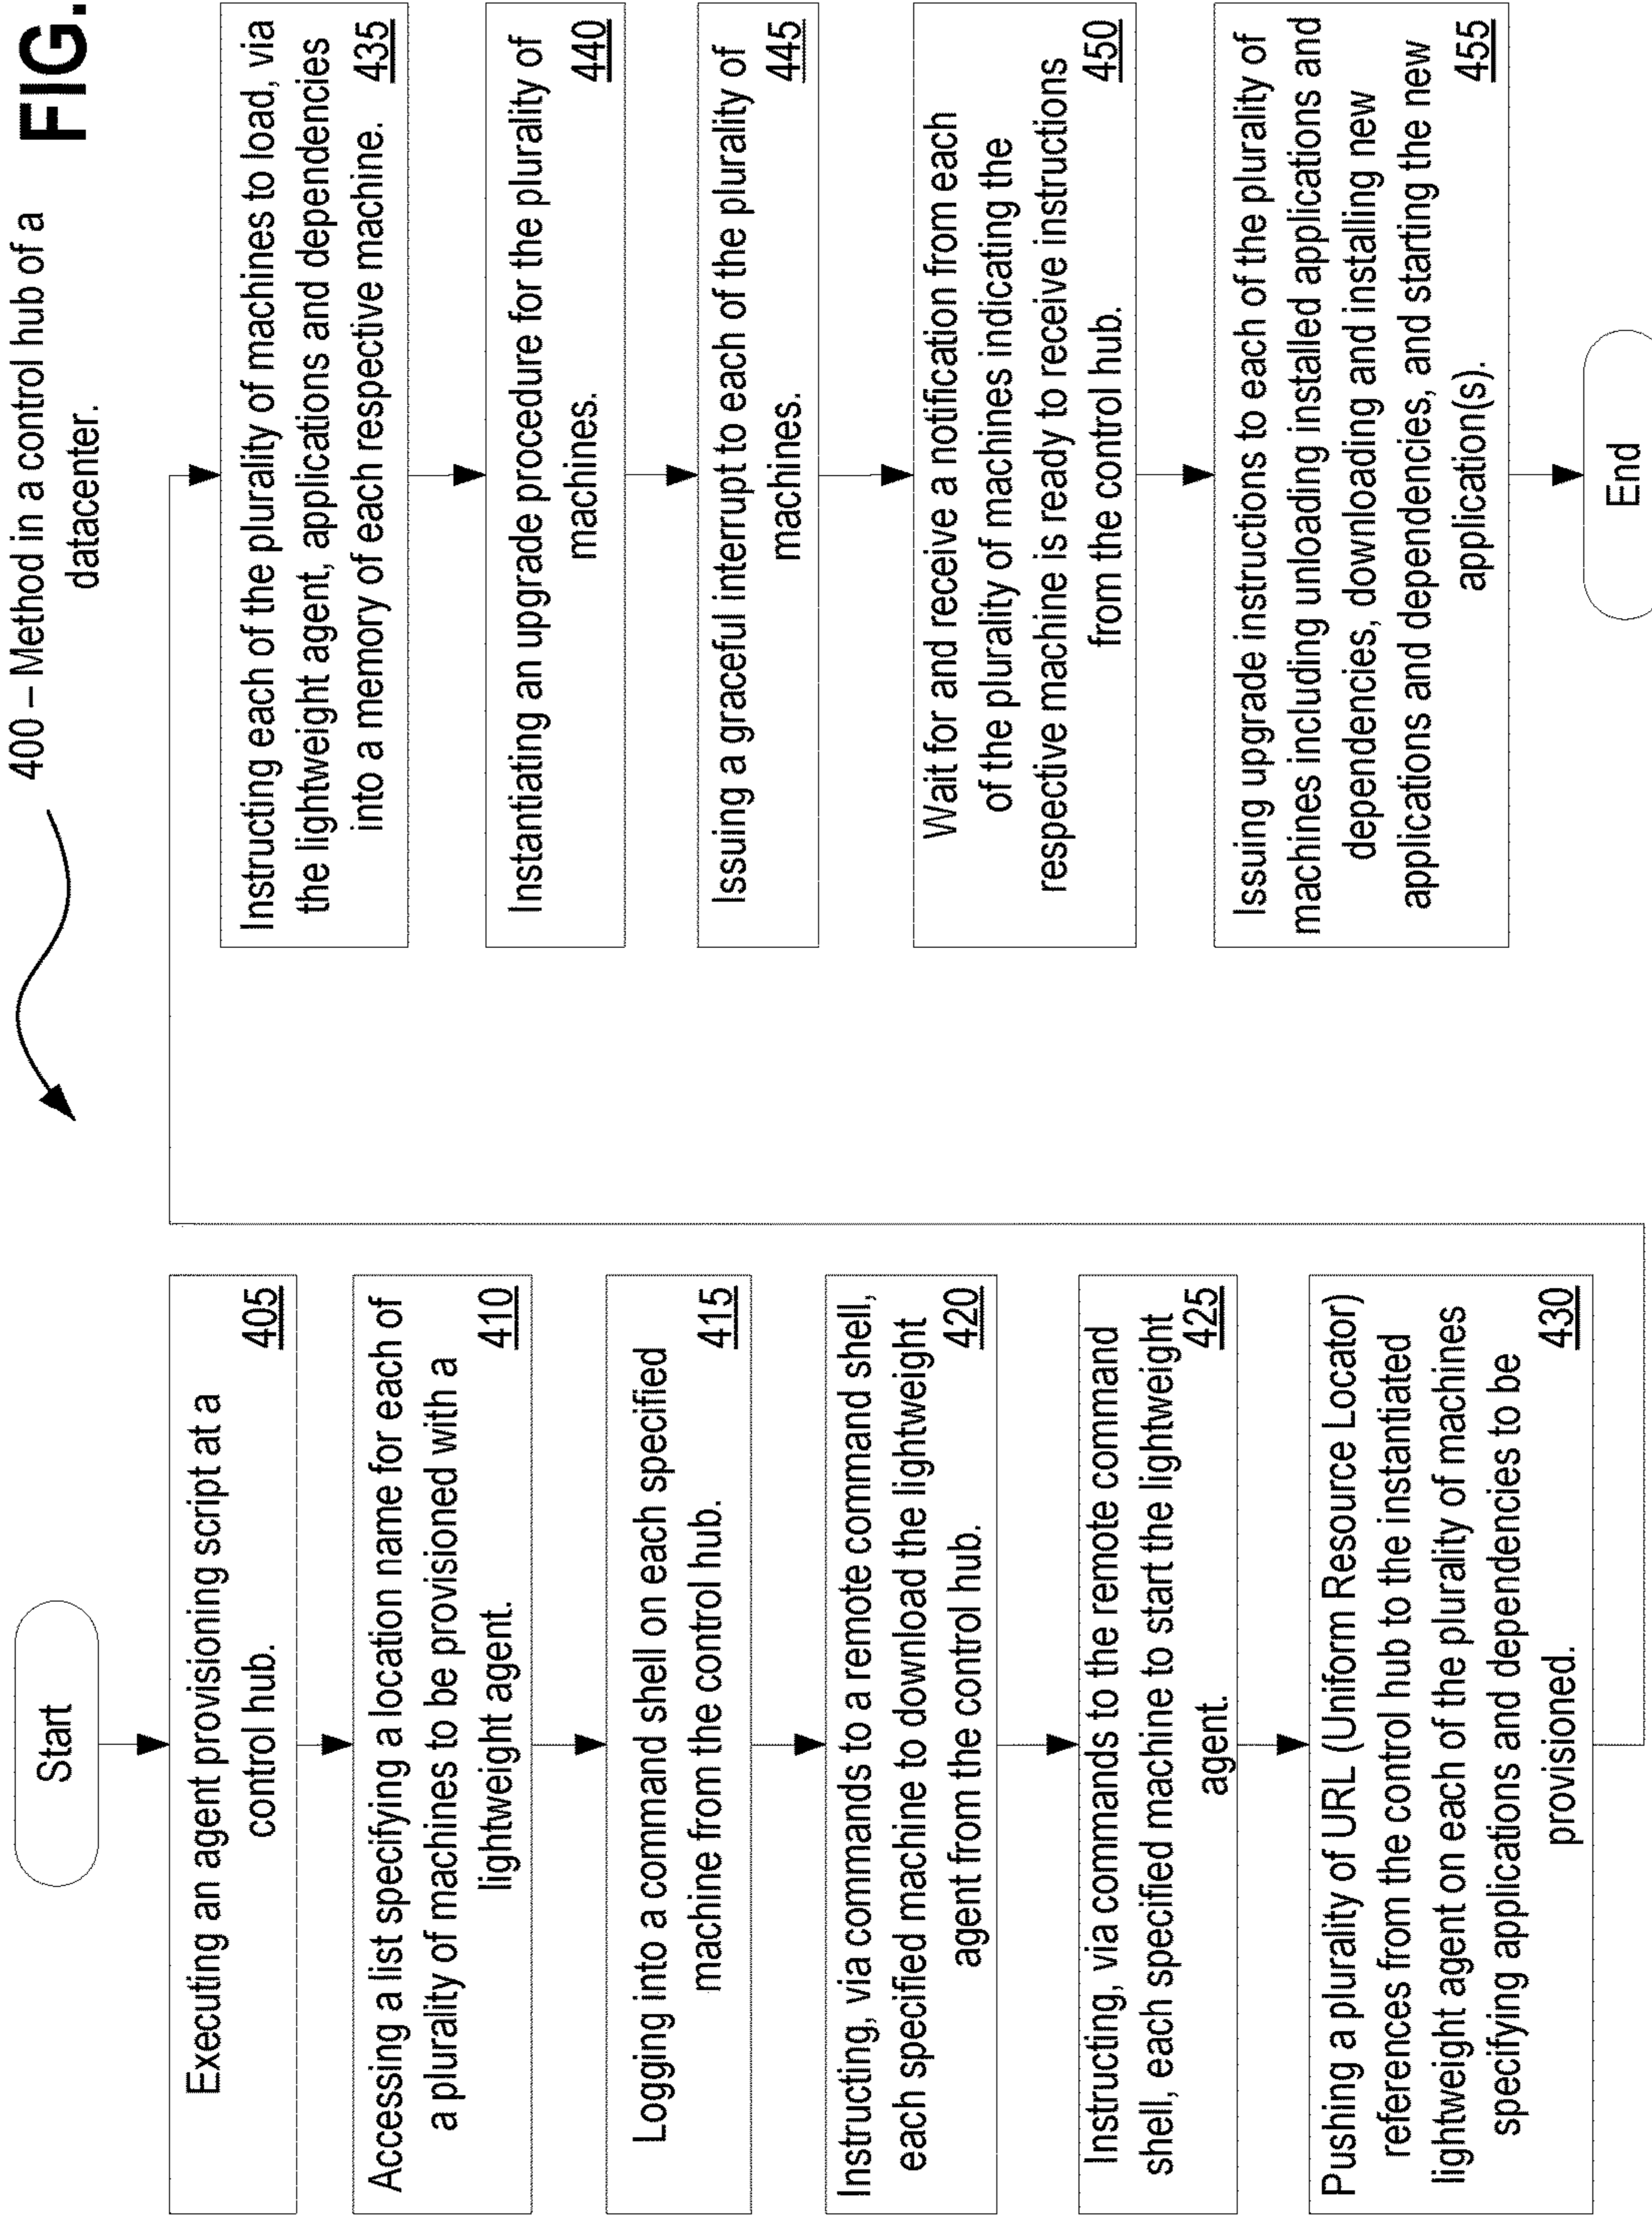 400 – Method in a control hub of a
datacenter.
FIG.
Start
Executing an agent provisioning script at a
control hub.
405
Accessing a list specifying a location name for each of
a plurality of machines to be provisioned with a
lightweight agent.
410
Logging into a command shell on each specified
machine from the control hub.
415
Instructing, via commands to a remote command shell,
each specified machine to download the lightweight
agent from the control hub.
420
Instructing, via commands to the remote command
shell, each specified machine to start the lightweight
agent.
425
Pushing a plurality of URL (Uniform Resource Locator)
references from the control hub to the instantiated
lightweight agent on each of the plurality of machines
specifying applications and dependencies to be
provisioned.
430
Instructing each of the plurality of machines to load, via
the lightweight agent, applications and dependencies
into a memory of each respective machine.
435
Instantiating an upgrade procedure for the plurality of
machines.
440
Issuing a graceful interrupt to each of the plurality of
machines.
445
Wait for and receive a notification from each
of the plurality of machines indicating the
respective machine is ready to receive instructions
from the control hub.
450
Issuing upgrade instructions to each of the plurality of
machines including unloading installed applications and
dependencies, downloading and installing new
applications and dependencies, and starting the new
application(s).
455
End